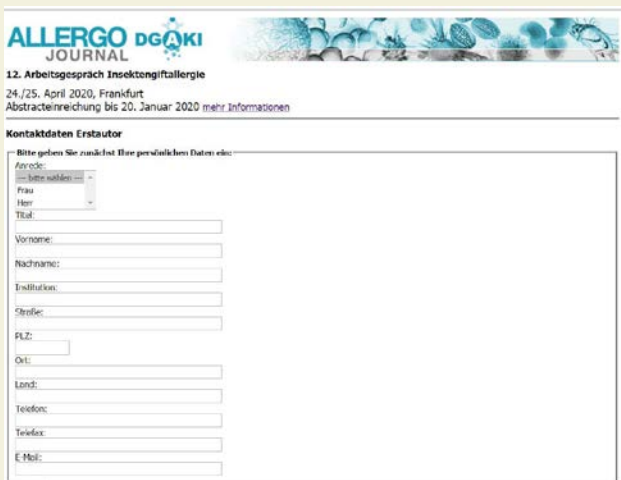 ALLERGO DGAKI
JOURNAL
12. Arbeitsgespräch Insektengiftallergie
24./25. April 2020, Frankfurt
Abstracteinreichung bis 20. Januar 2020 mehr Informationen
Kontaktdaten Erstautor
Bitte geben Sie zunächst Ihre persönlichen Daten ein:
Anrede:
--- bitte wählen ---
Frau
Herr
Titel:
Vorname:
Nachname:
Institution:
Straße:
PLZ:
Ort:
Land:
Telefon:
Telefax:
E-Mail: